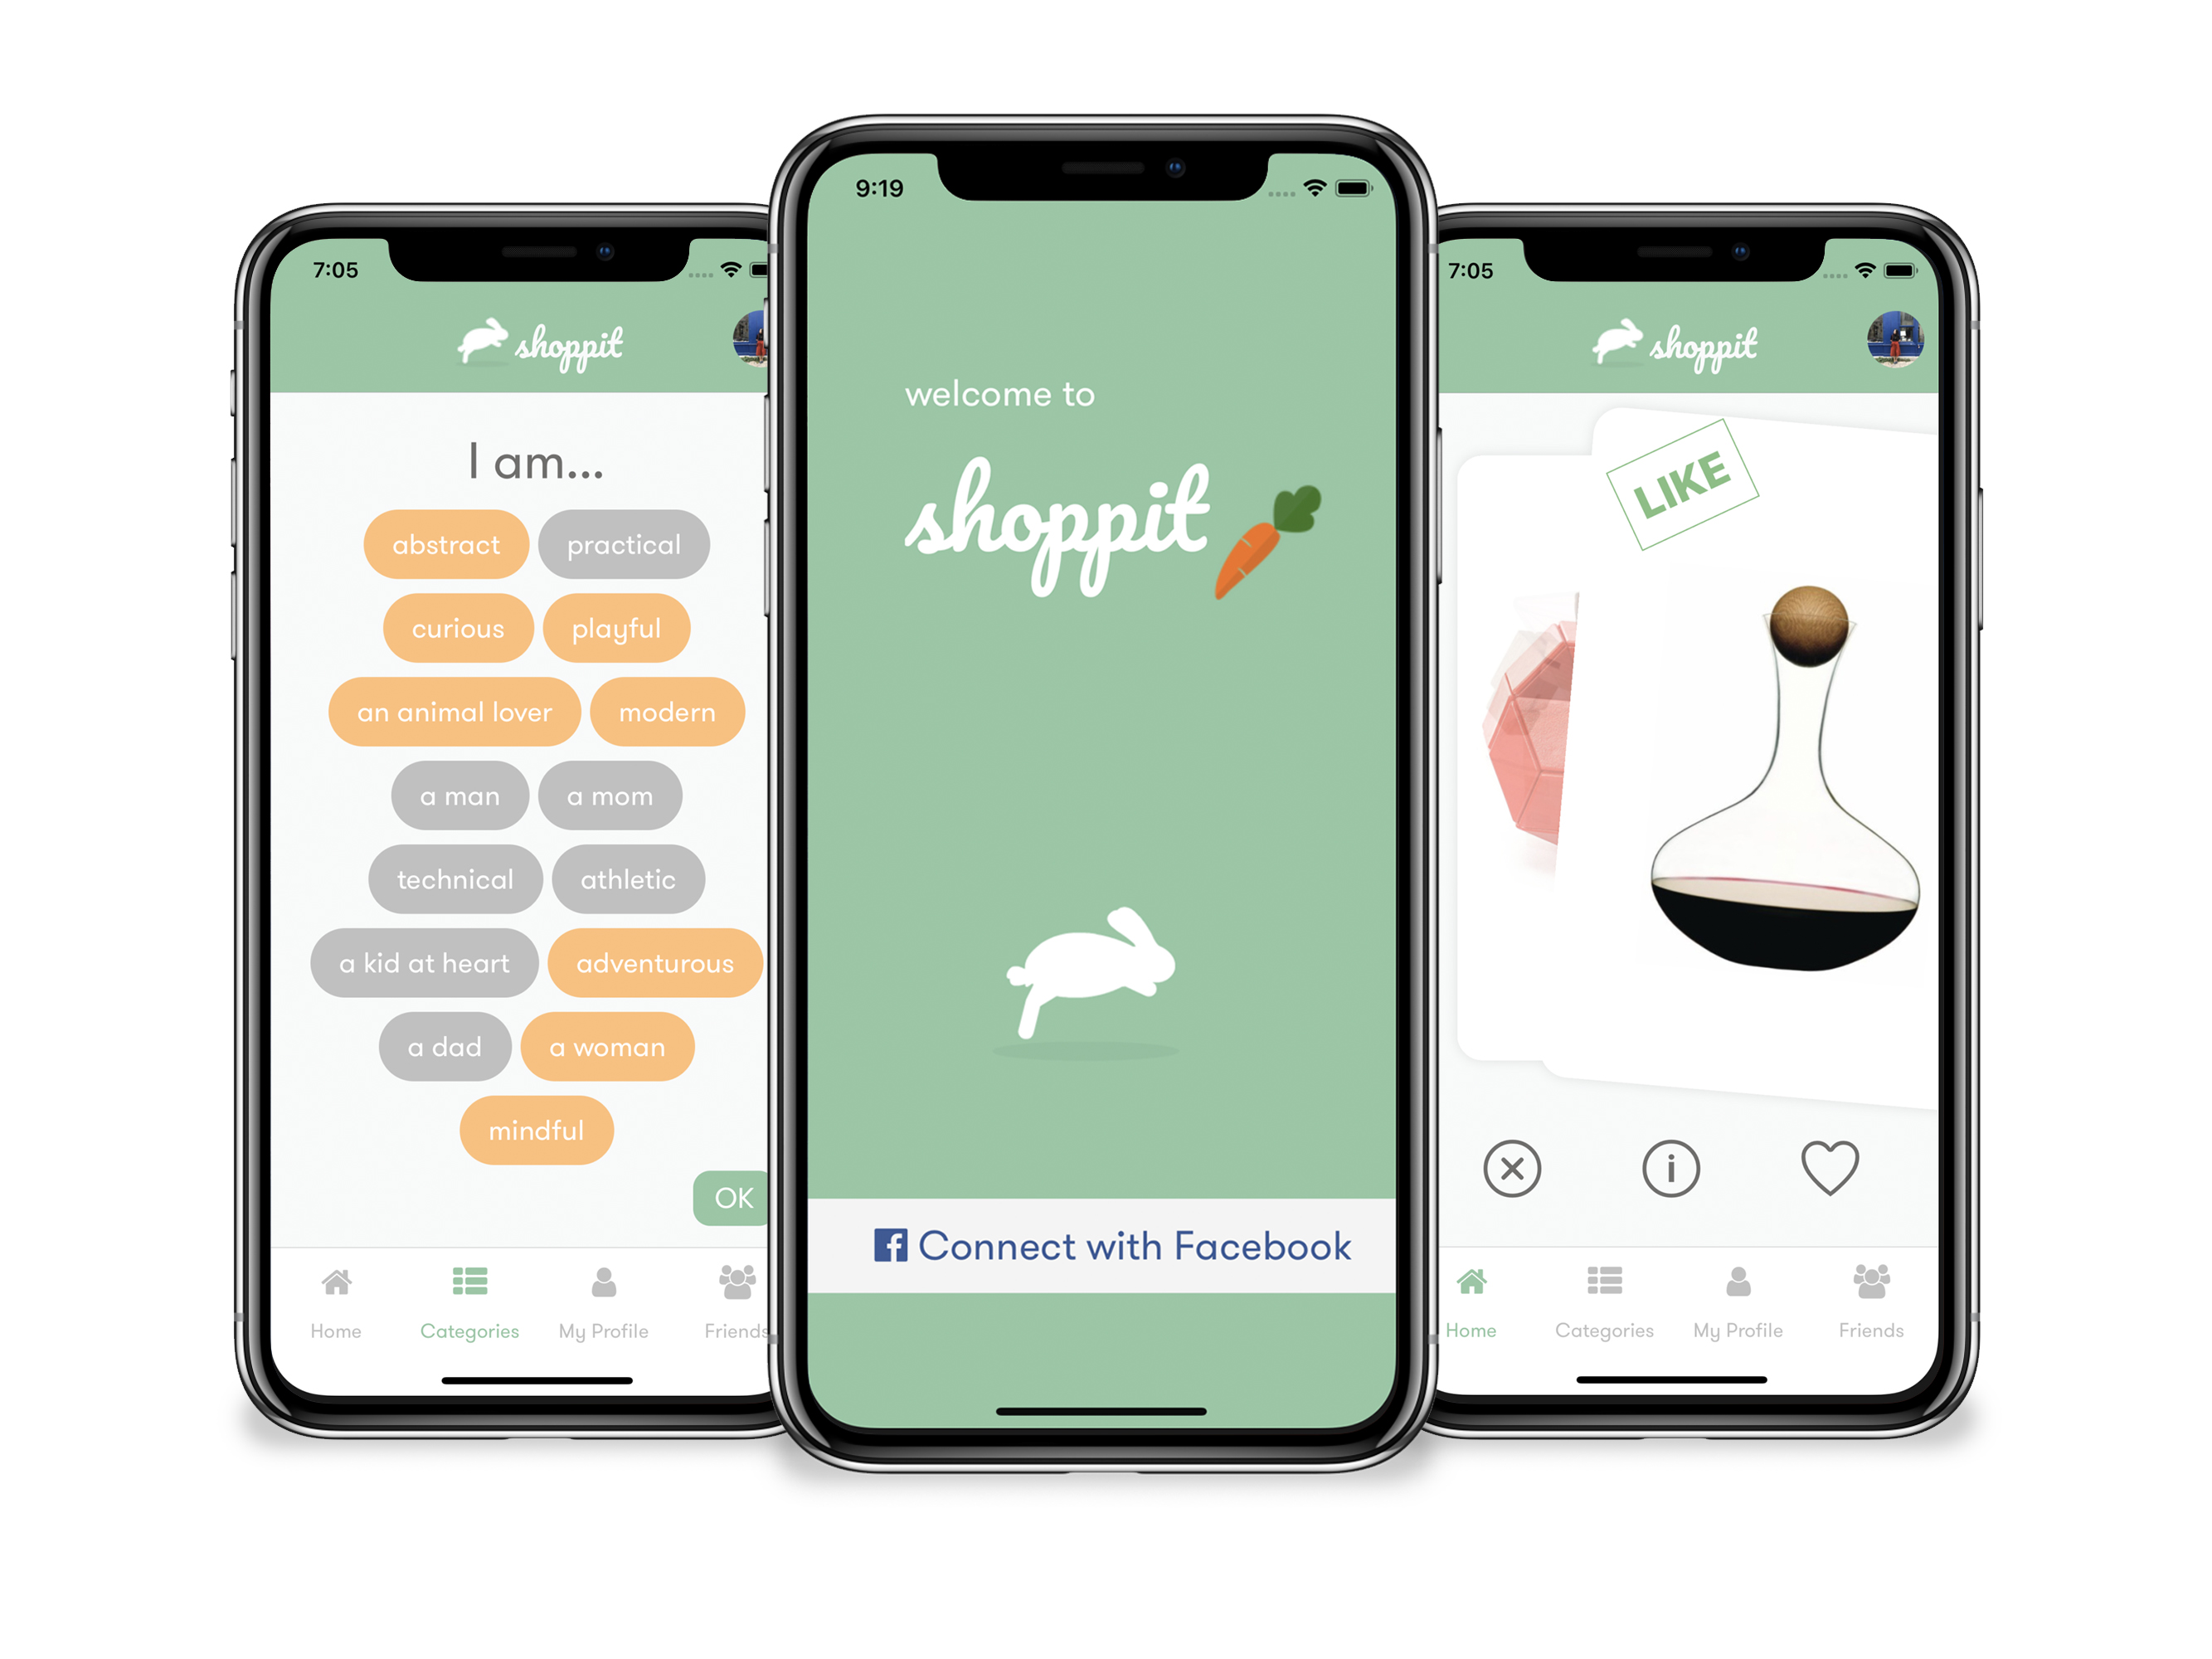 7:05
shoppit
I am...
abstract practical
curious playful
an animal lover modern
a man a mom
technical athletic
a kid at heart adventurous
a dad a woman
mindful
OK
Home Categories My Profile Friends
9:19
welcome to
shoppit
f Connect with Facebook
7:05
shoppit
LIKE
i
Home Categories My Profile Friends